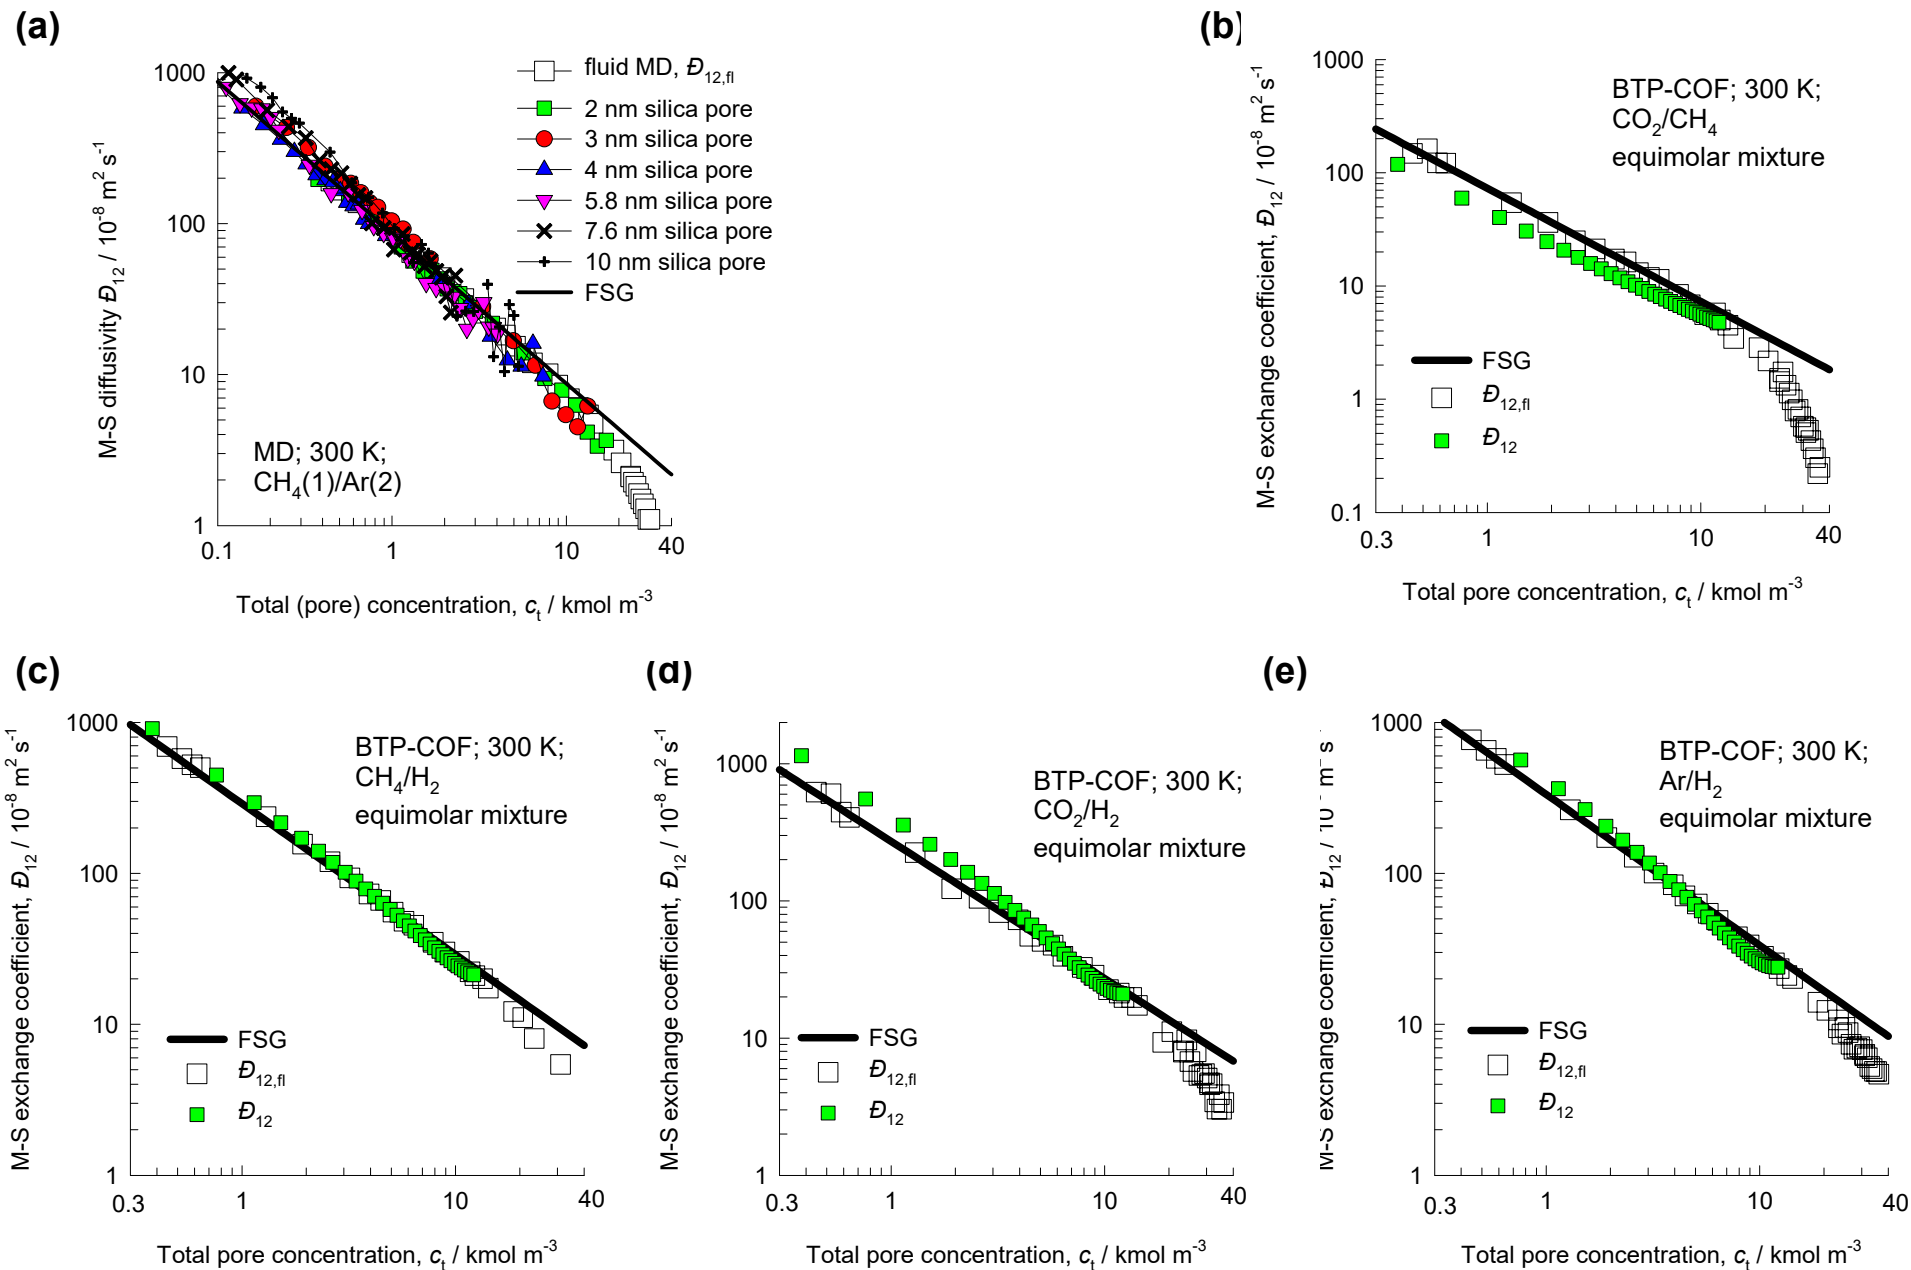 (a)
M-S diffusivity Đ12 / 10-8 m2 s-1
1000
100
10
1
0.1
1
10
40
Total (pore) concentration, ct / kmol m-3
fluid MD, Đ12,fl
2 nm silica pore
3 nm silica pore
4 nm silica pore
5.8 nm silica pore
7.6 nm silica pore
10 nm silica pore
FSG
MD; 300 K;
CH4(1)/Ar(2)
(b)
M-S exchange coefficient, Đ12 / 10-8 m2 s-1
1000
100
10
1
0.1
0.3
1
10
40
Total pore concentration, ct / kmol m-3
BTP-COF; 300 K;
CO2/CH4
equimolar mixture
FSG
Đ12,fl
Đ12
(c)
M-S exchange coefficient, Đ12 / 10-8 m2 s-1
1000
100
10
1
0.3
1
10
40
Total pore concentration, ct / kmol m-3
BTP-COF; 300 K;
CH4/H2
equimolar mixture
FSG
Đ12,fl
Đ12
(d)
M-S exchange coefficient, Đ12 / 10-8 m2 s-1
1000
100
10
1
0.3
1
10
40
Total pore concentration, ct / kmol m-3
BTP-COF; 300 K;
CO2/H2
equimolar mixture
FSG
Đ12,fl
Đ12
(e)
M-S exchange coefficient, Đ12 / 10-8 m2 s
1000
100
10
1
0.3
1
10
40
Total pore concentration, ct / kmol m-3
BTP-COF; 300 K;
Ar/H2
equimolar mixture
FSG
Đ12,fl
Đ12